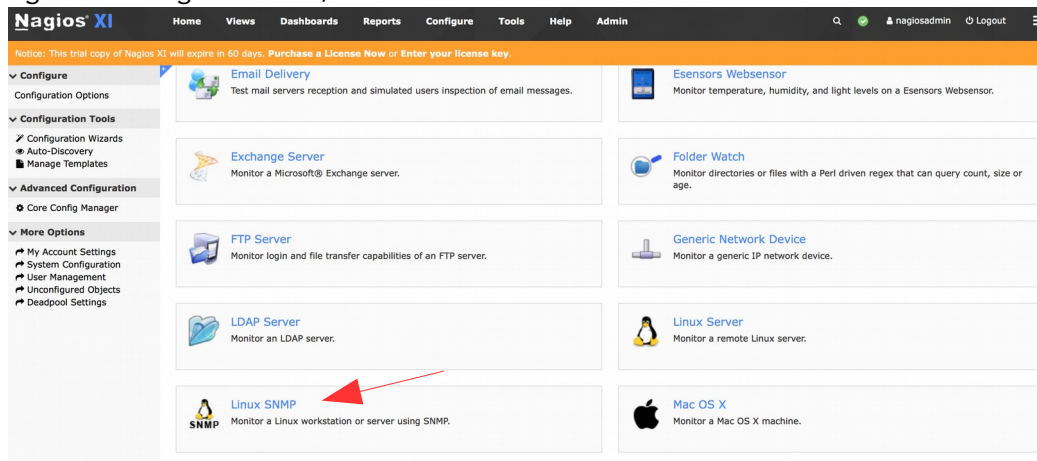 Nagios® XI Home Views Dashboards Reports Configure Tools Help Admin nagiosadmin Logout
Notice: This trial copy of Nagios XI will expire in 60 days. Purchase a License Now or Enter your license key.
Configure
Configuration Options
Configuration Tools
Configuration Wizards
Auto-Discovery
Manage Templates
Advanced Configuration
Core Config Manager
More Options
My Account Settings
System Configuration
User Management
Unconfigured Objects
Deadpool Settings
Email Delivery
Test mail servers reception and simulated users inspection of email messages.
Esensors Websensor
Monitor temperature, humidity, and light levels on a Esensors Websensor.
Exchange Server
Monitor a Microsoft® Exchange server.
Folder Watch
Monitor directories or files with a Perl driven regex that can query count, size or
age.
FTP Server
Monitor login and file transfer capabilities of an FTP server.
Generic Network Device
Monitor a generic IP network device.
LDAP Server
Monitor an LDAP server.
Linux Server
Monitor a remote Linux server.
SNMP
Linux SNMP
Monitor a Linux workstation or server using SNMP.
Mac OS X
Monitor a Mac OS X machine.